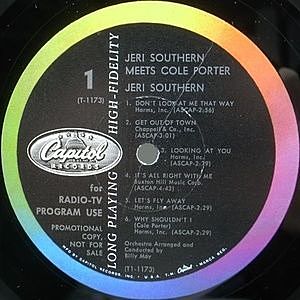 JERI SOUTHERN
MEETS COLE PORTER
JERI SOUTHERN
1
(T-1173)
LONG PLAYING HIGH-FIDELITY
1. DON'T LOOK AT ME THAT WAY
Harms, Inc.
(ASCAP-2:56)
2. GET OUT OF TOWN
Chappell & Co., Inc.
(ASCAP-3:01)
3. LOOKING AT YOU
Harms, Inc.
(ASCAP-2:29)
4. IT'S ALL RIGHT WITH ME
Buxton Hill Music Corp.
(ASCAP-4:43)
5. LET'S FLY AWAY
Harms, Inc. (ASCAP-2:29)
6. WHY SHOULDN'T I
(Cole Porter)
Harms, Inc. (ASCAP-2:29)
Orchestra Arranged and
Conducted by
Billy May
(T1-1173)
Capitol
RECORDS
for
RADIO-TV
PROGRAM USE
PROMOTIONAL
COPY,
NOT FOR
SALE